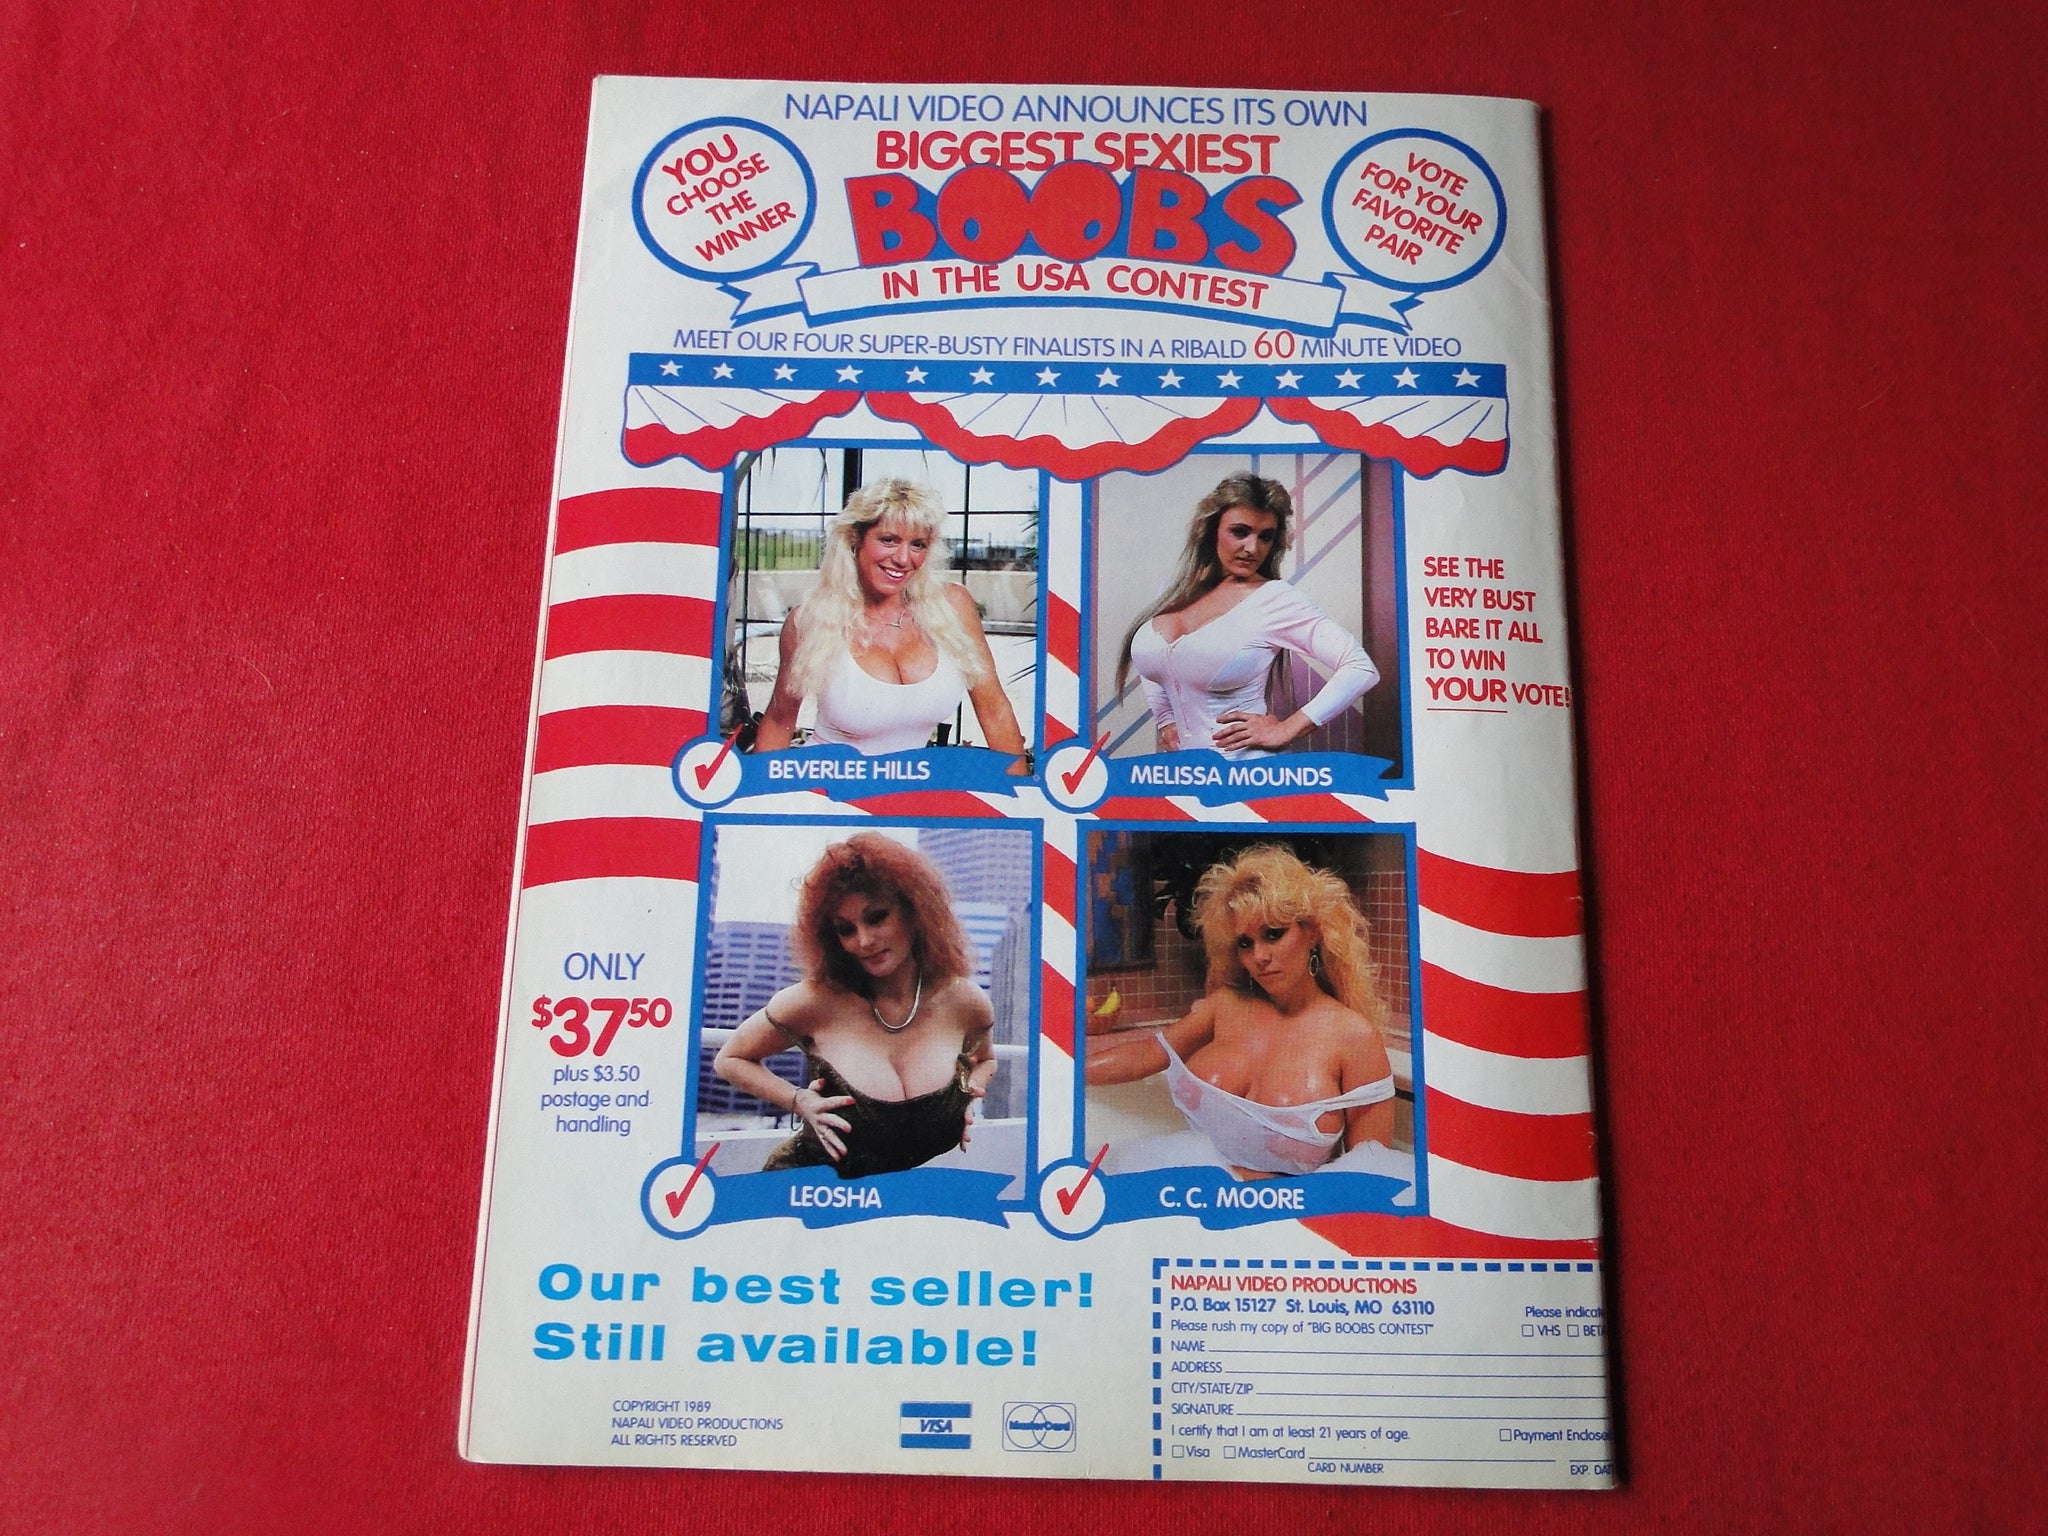 NAPALI VIDEO ANNOUNCES ITS OWN
BIGGEST SEXIEST
BOOBS
IN THE USA CONTEST
YOU
CHOOSE
THE
WINNER
VOTE
FOR YOUR
FAVORITE
PAIR
MEET OUR FOUR SUPER-BUSTY FINALISTS IN A RIBALD 60 MINUTE VIDEO
SEE THE
VERY BUST
BARE IT ALL
TO WIN
YOUR VOTE!
BEVERLEE HILLS
MELISSA MOUNDS
ONLY
$37.50
plus $3.50
postage and
handling
LEOSHA
C. C. MOORE
Our best seller!
Still available!
COPYRIGHT 1989
NAPALI VIDEO PRODUCTIONS
ALL RIGHTS RESERVED
VISA
MasterCard
NAPALI VIDEO PRODUCTIONS
P.O. Box 15127 St. Louis, MO 63110
Please rush my copy of "BIG BOOBS CONTEST"
Please indicate
VHS BETA
NAME
ADDRESS
CITY/STATE/ZIP
SIGNATURE
I certify that I am at least 21 years of age.
Payment Enclosed
Visa MasterCard
CARD NUMBER
EXP. DATE